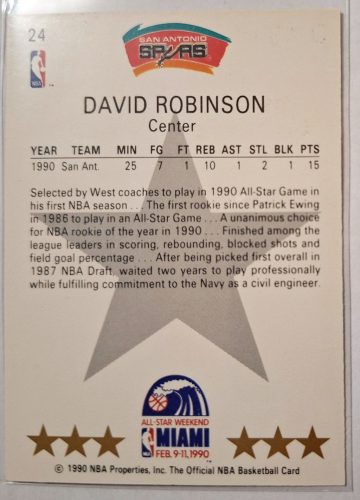 24
SAN ANTONIO
SPURS
NBA
DAVID ROBINSON
Center
YEAR TEAM MIN FG FT REB AST STL BLK PTS
1990 San Ant. 25 7 1 10 1 2 1 15
Selected by West coaches to play in 1990 All-Star Game in
his first NBA season . . . The first rookie since Patrick Ewing
in 1986 to play in an All-Star Game . . . A unanimous choice
for NBA rookie of the year in 1990 . . . Finished among the
league leaders in scoring, rebounding, blocked shots and
field goal percentage . . . After being picked first overall in
1987 NBA Draft, waited two years to play professionally
while fulfilling commitment to the Navy as a civil engineer.
ALL-STAR WEEKEND
NBA MIAMI
FEB. 9-11, 1990
© 1990 NBA Properties, Inc. The Official NBA Basketball Card